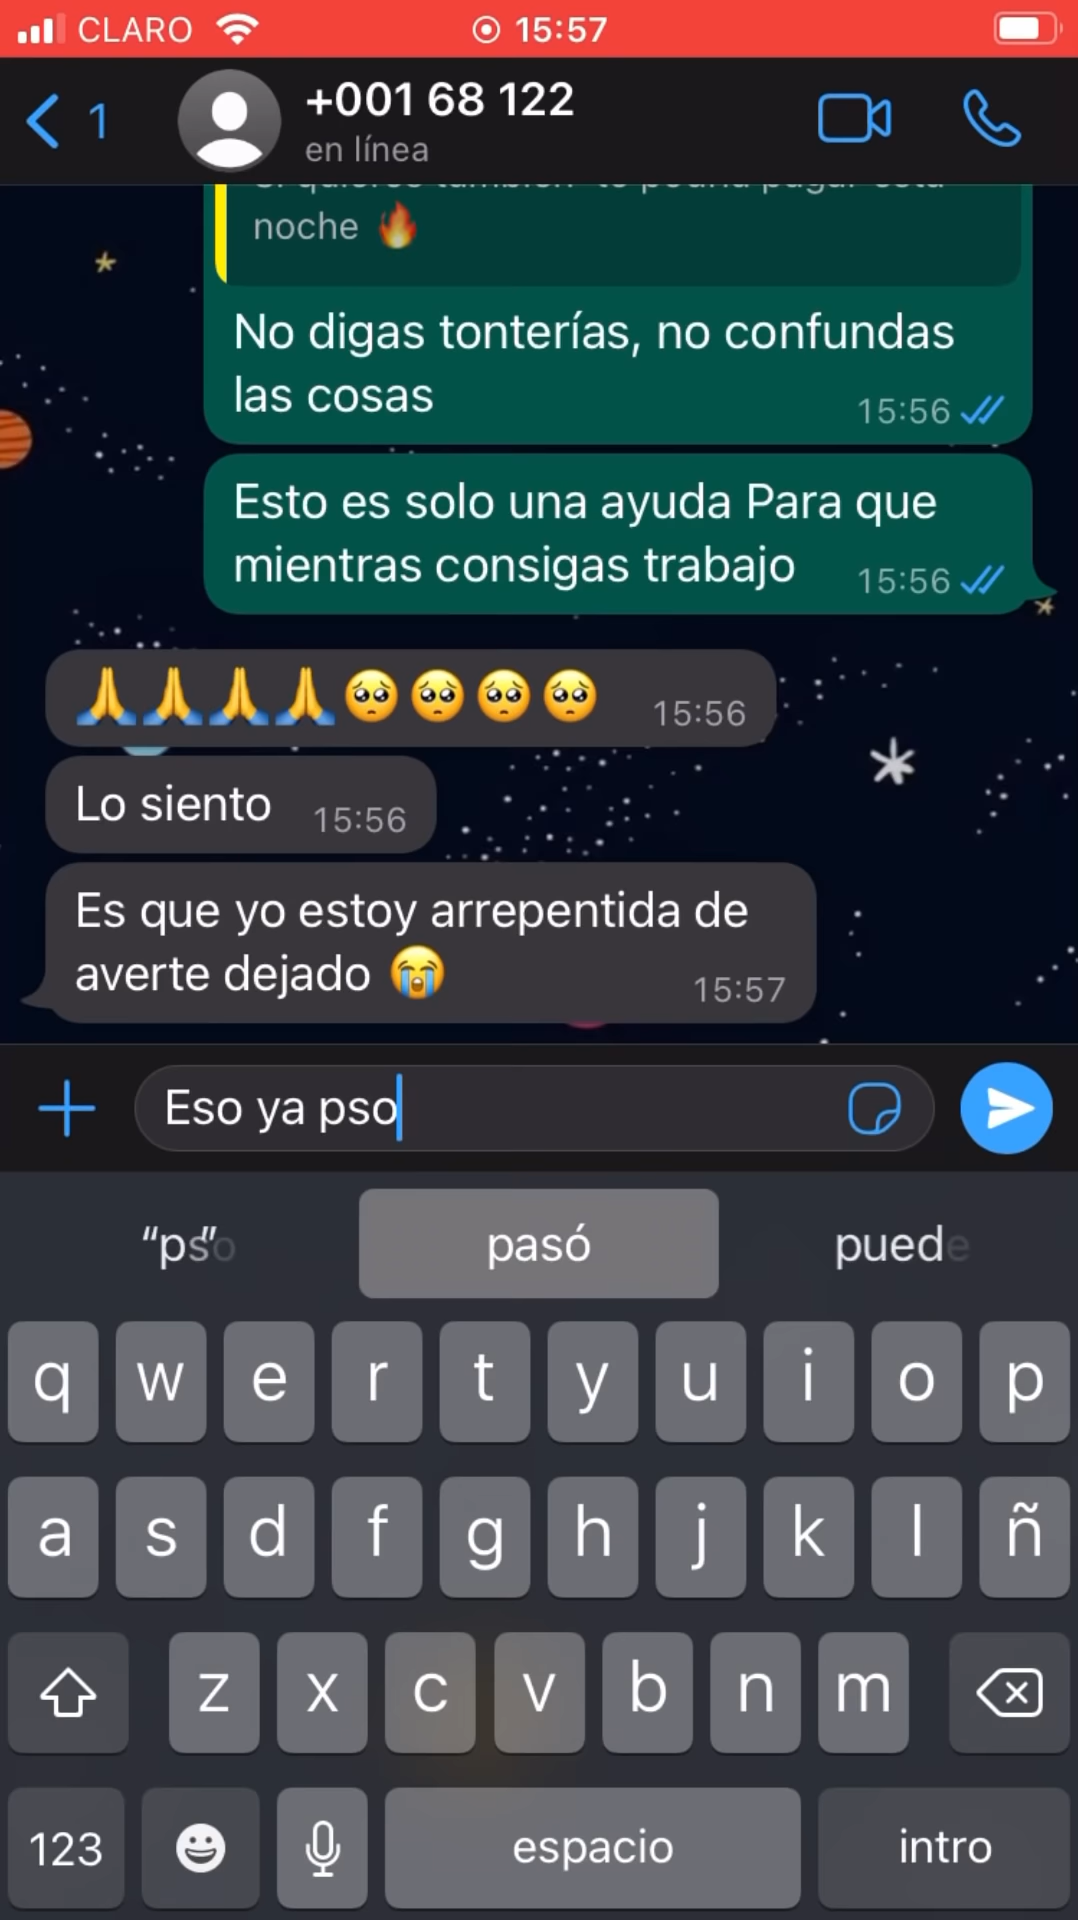 CLARO 15:57
1 +001 68 122
en línea
noche 🔥
No digas tonterías, no confundas
las cosas 15:56
Esto es solo una ayuda Para que
mientras consigas trabajo 15:56
🙏🙏🙏🙏🥺🥺🥺🥺 15:56
Lo siento 15:56
Es que yo estoy arrepentida de
averte dejado 😭 15:57
Eso ya pso
“pso” pasó puede
q w e r t y u i o p
a s d f g h j k l ñ
z x c v b n m
123 espacio intro